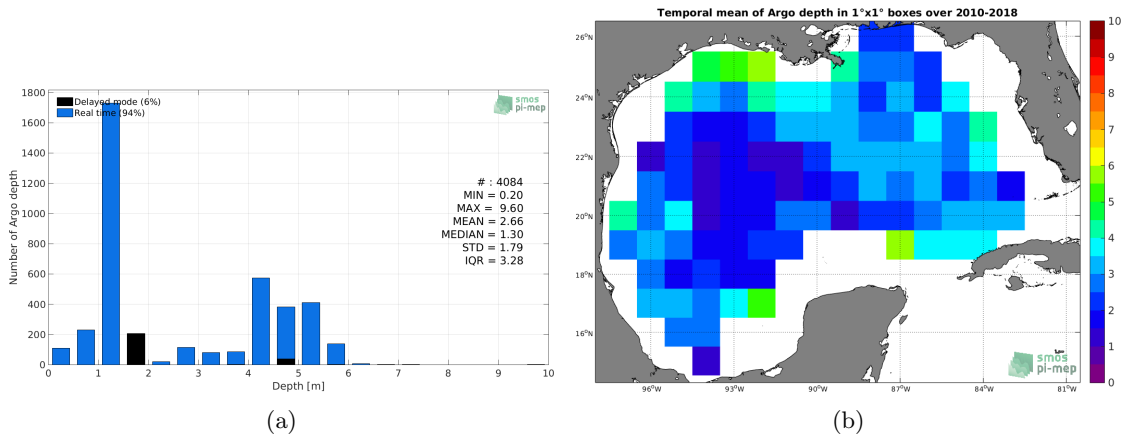 Temporal mean of Argo depth in 1°x1° boxes over 2010-2018
1800
1600
1400
1200
1000
800
600
400
200
0
Number of Argo depth
Delayed mode (6%)
Real time (94%)
smos
pi-mep
# : 4084
MIN = 0.20
MAX = 9.60
MEAN = 2.66
MEDIAN = 1.30
STD = 1.79
IQR = 3.28
0 1 2 3 4 5 6 7 8 9 10
Depth [m]
(a)
26°N
24°N
22°N
20°N
18°N
16°N
96°W 93°W 90°W 87°W 84°W 81°W
smos
pi-mep
10
9
8
7
6
5
4
3
2
1
0
(b)